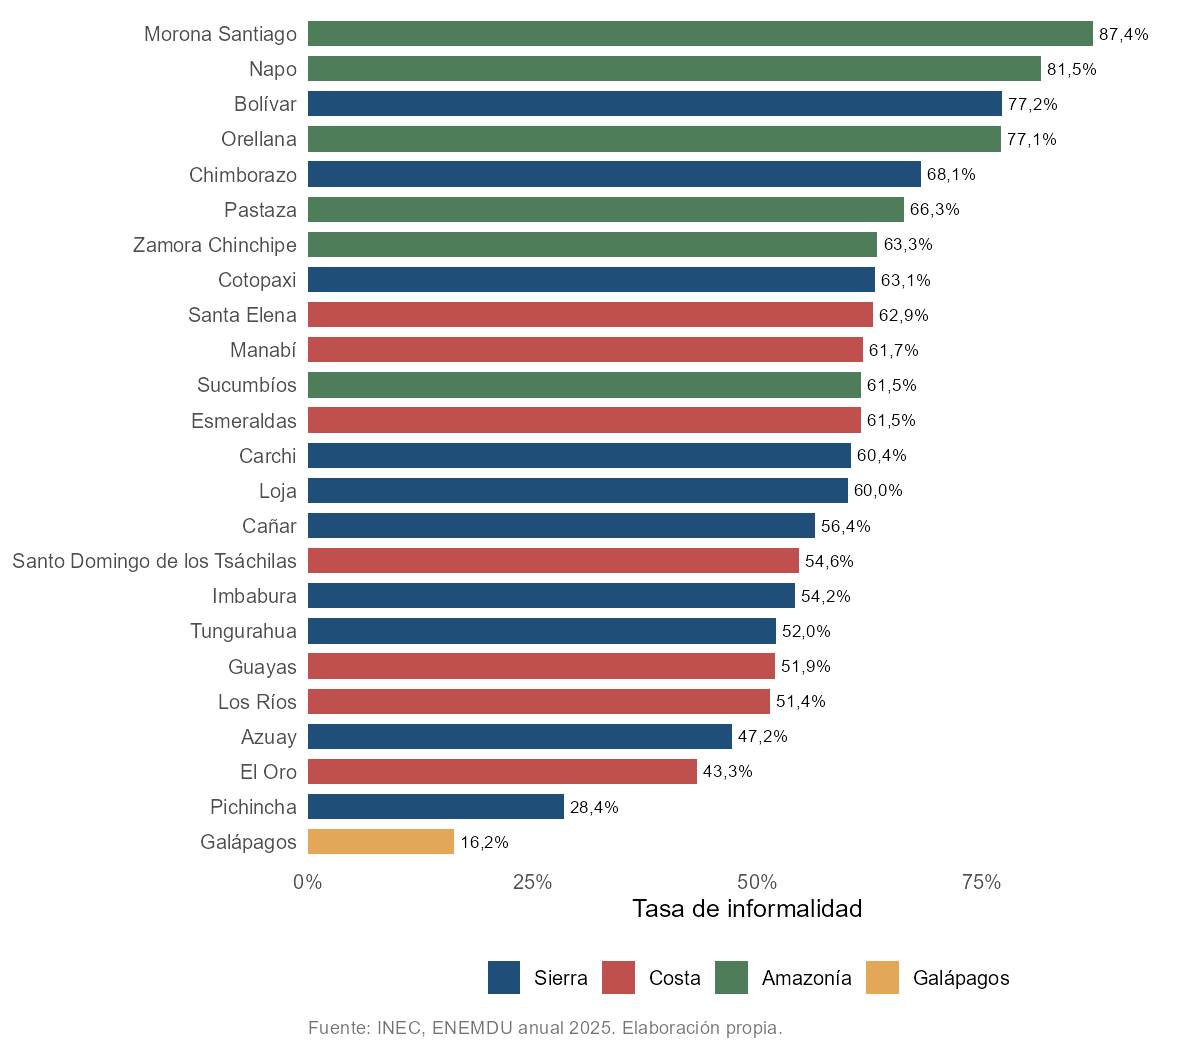 Morona Santiago 87,4%
Napo 81,5%
Bolívar 77,2%
Orellana 77,1%
Chimborazo 68,1%
Pastaza 66,3%
Zamora Chinchipe 63,3%
Cotopaxi 63,1%
Santa Elena 62,9%
Manabí 61,7%
Sucumbíos 61,5%
Esmeraldas 61,5%
Carchi 60,4%
Loja 60,0%
Cañar 56,4%
Santo Domingo de los Tsáchilas 54,6%
Imbabura 54,2%
Tungurahua 52,0%
Guayas 51,9%
Los Ríos 51,4%
Azuay 47,2%
El Oro 43,3%
Pichincha 28,4%
Galápagos 16,2%
0% 25% 50% 75%
Tasa de informalidad
Sierra Costa Amazonía Galápagos
Fuente: INEC, ENEMDU anual 2025. Elaboración propia.